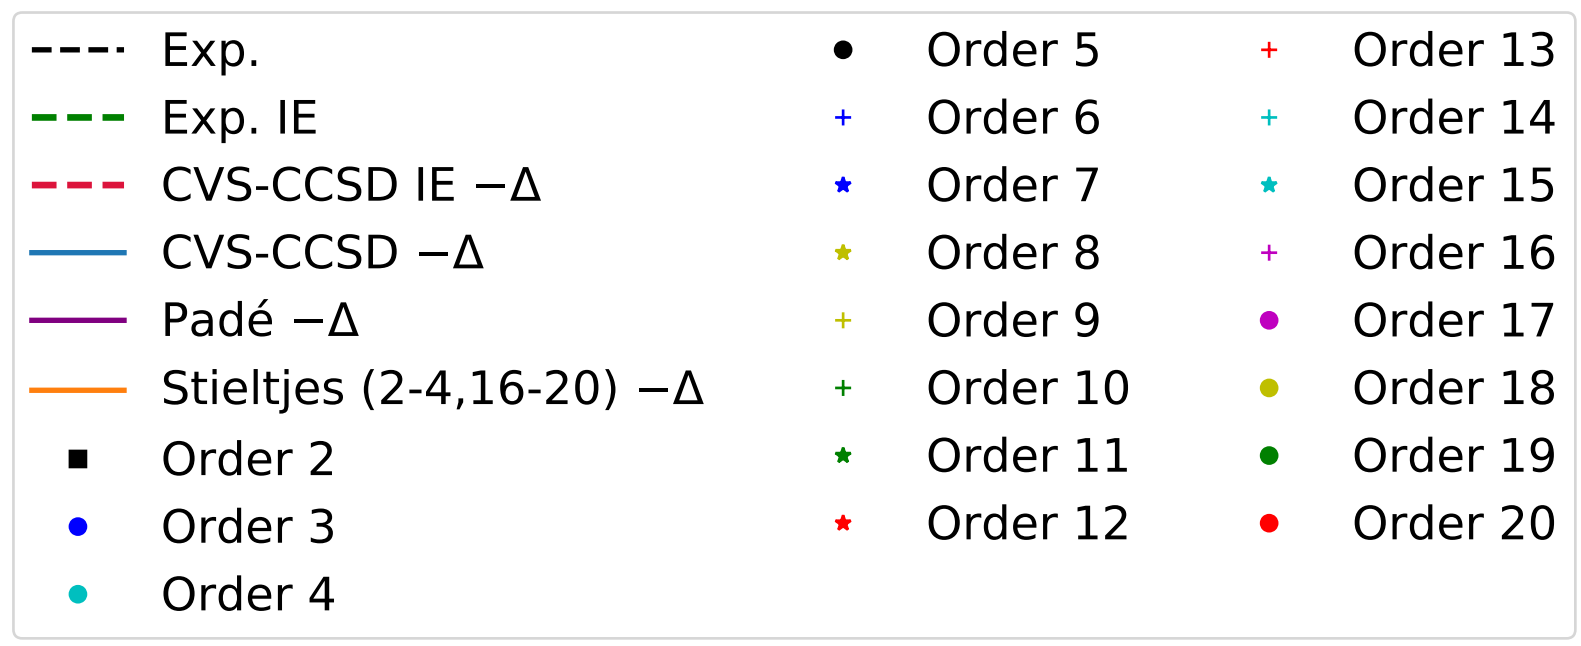 Exp.
Exp. IE
CVS-CCSD IE −Δ
CVS-CCSD −Δ
Padé −Δ
Stieltjes (2-4,16-20) −Δ
Order 2
Order 3
Order 4
Order 5
Order 6
Order 7
Order 8
Order 9
Order 10
Order 11
Order 12
Order 13
Order 14
Order 15
Order 16
Order 17
Order 18
Order 19
Order 20